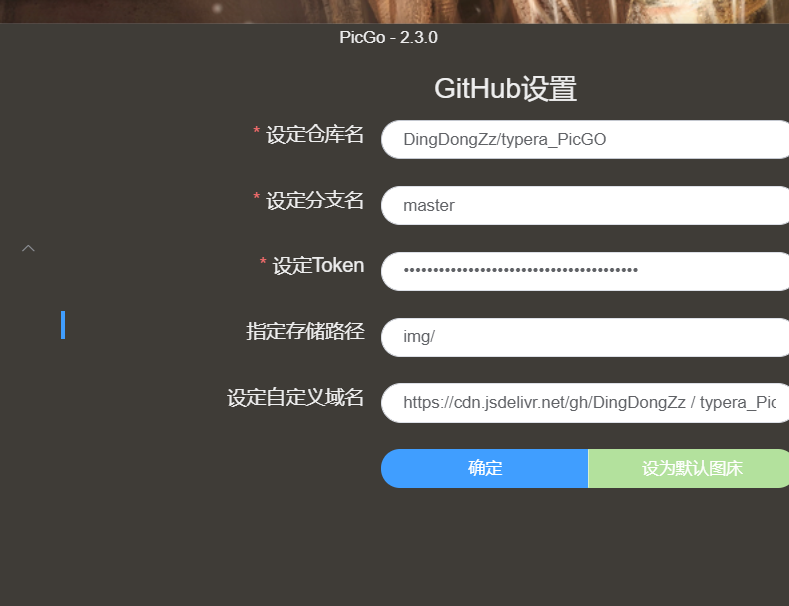 PicGo - 2.3.0
GitHub设置
* 设定仓库名
DingDongZz/typera_PicGO
* 设定分支名
master
* 设定Token
••••••••••••••••••••••••••••••••••••••••
指定存储路径
img/
设定自定义域名
https://cdn.jsdelivr.net/gh/DingDongZz / typera_Pic
确定
设为默认图床